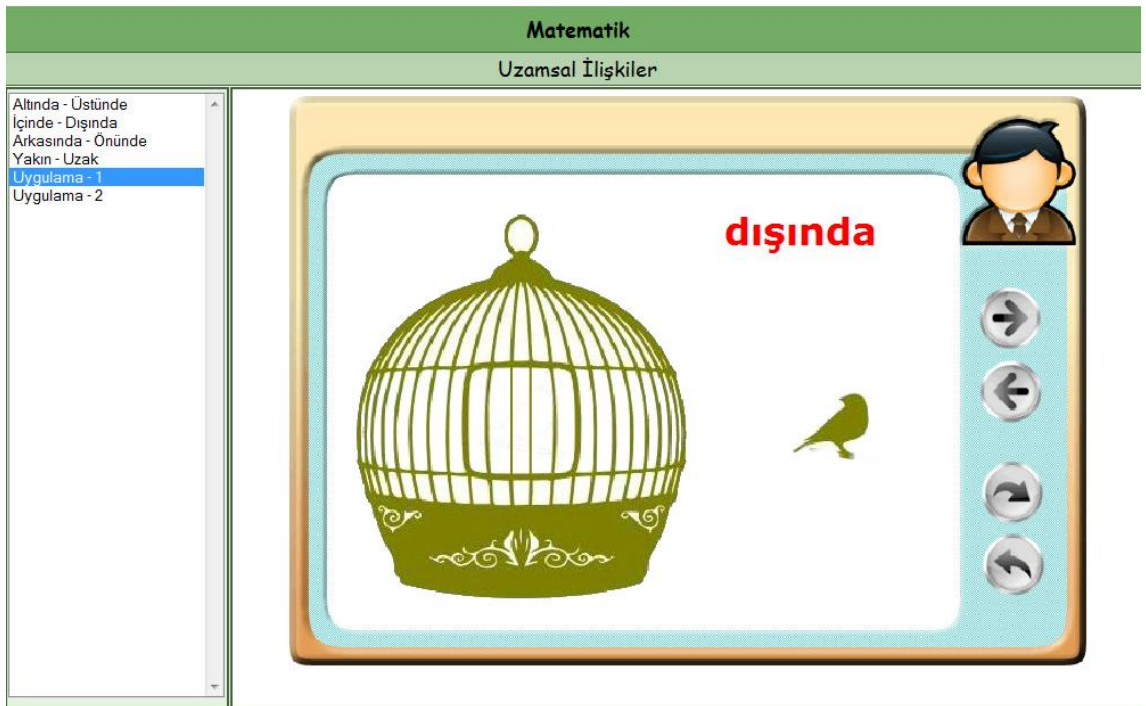 Matematik
Uzamsal İlişkiler
Altında - Üstünde
İçinde - Dışında
Arkasında - Önünde
Yakın - Uzak
Uygulama - 1
Uygulama - 2
dışında